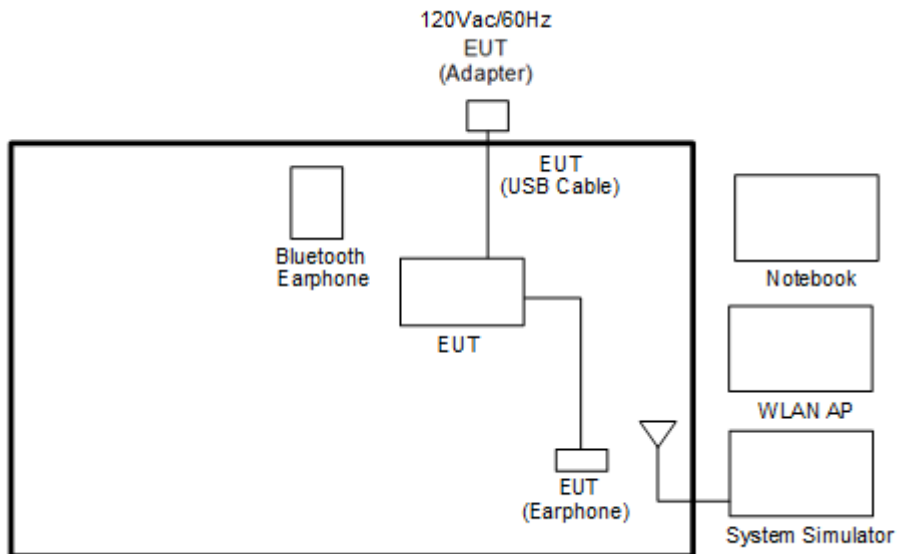 120Vac/60Hz
EUT
(Adapter)
EUT
(USB Cable)
Bluetooth
Earphone
Notebook
EUT
WLAN AP
EUT
(Earphone)
System Simulator